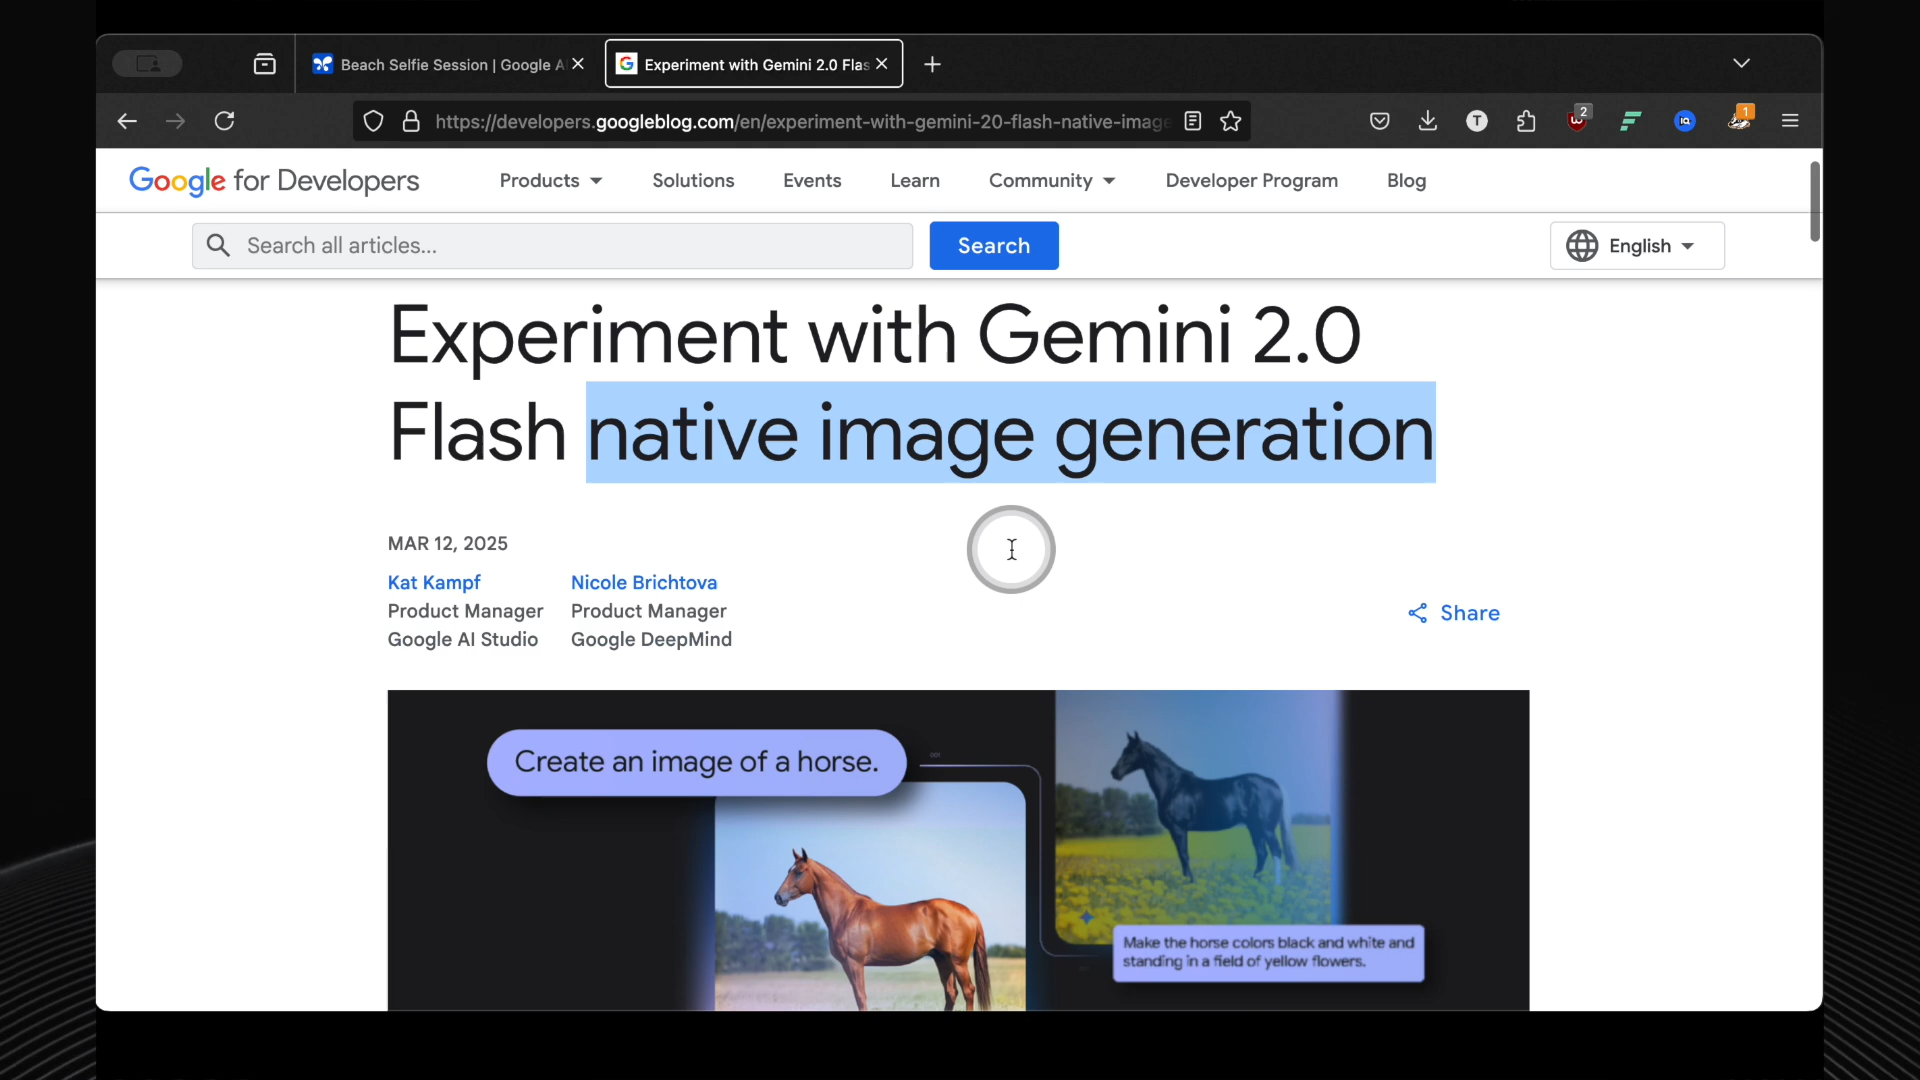 Beach Selfie Session | Google A
Experiment with Gemini 2.0 Flas
https://developers.googleblog.com/en/experiment-with-gemini-20-flash-native-image
T
2
IQ
1
Google for Developers
Products
Solutions
Events
Learn
Community
Developer Program
Blog
Search all articles...
Search
English
Experiment with Gemini 2.0
Flash native image generation
MAR 12, 2025
Kat Kampf
Product Manager
Google AI Studio
Nicole Brichtova
Product Manager
Google DeepMind
Share
Create an image of a horse.
Make the horse colors black and white and
standing in a field of yellow flowers.